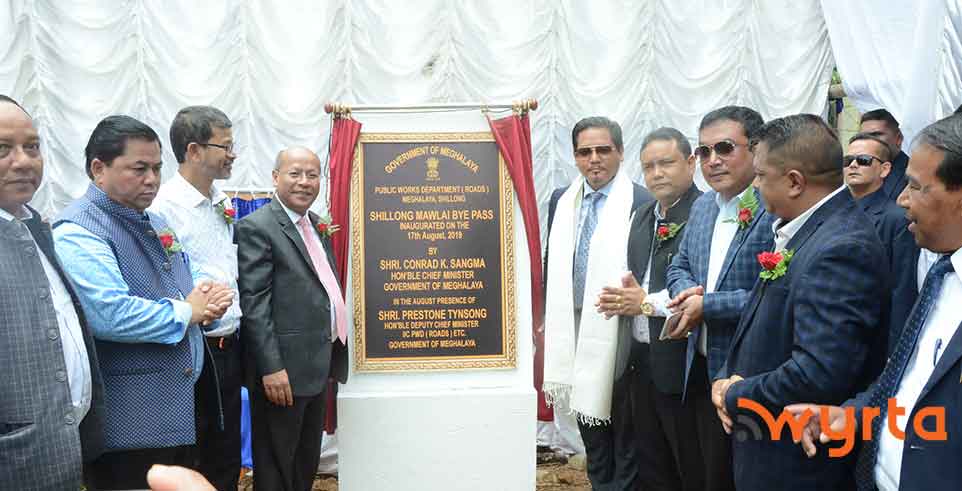 GOVERNMENT OF MEGHALAYA
PUBLIC WORKS DEPARTMENT ( ROADS )
MEGHALAYA, SHILLONG
SHILLONG MAWLAI BYE PASS
INAUGURATED ON THE
17th August, 2019
BY
SHRI. CONRAD K. SANGMA
HON'BLE CHIEF MINISTER
GOVERNMENT OF MEGHALAYA
IN THE AUGUST PRESENCE OF
SHRI. PRESTONE TYNSONG
HON'BLE DEPUTY CHIEF MINISTER
I/C PWD ( ROADS ) ETC.
GOVERNMENT OF MEGHALAYA
wyrta